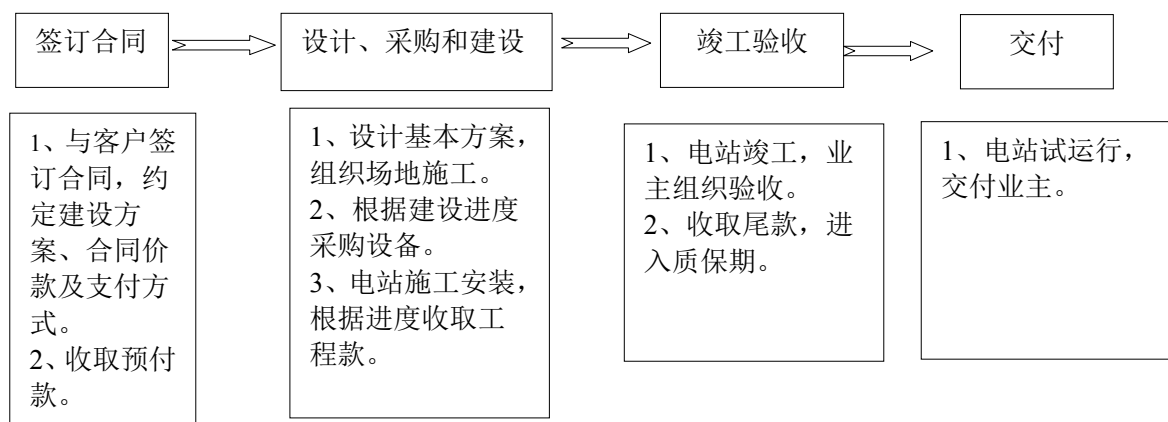 签订合同
设计、采购和建设
竣工验收
交付
1、与客户签
订合同，约
定建设方
案、合同价
款及支付方
式。
2、收取预付
款。
1、设计基本方案，
组织场地施工。
2、根据建设进度
采购设备。
3、电站施工安装，
根据进度收取工
程款。
1、电站竣工，业
主组织验收。
2、收取尾款，进
入质保期。
1、电站试运行，
交付业主。